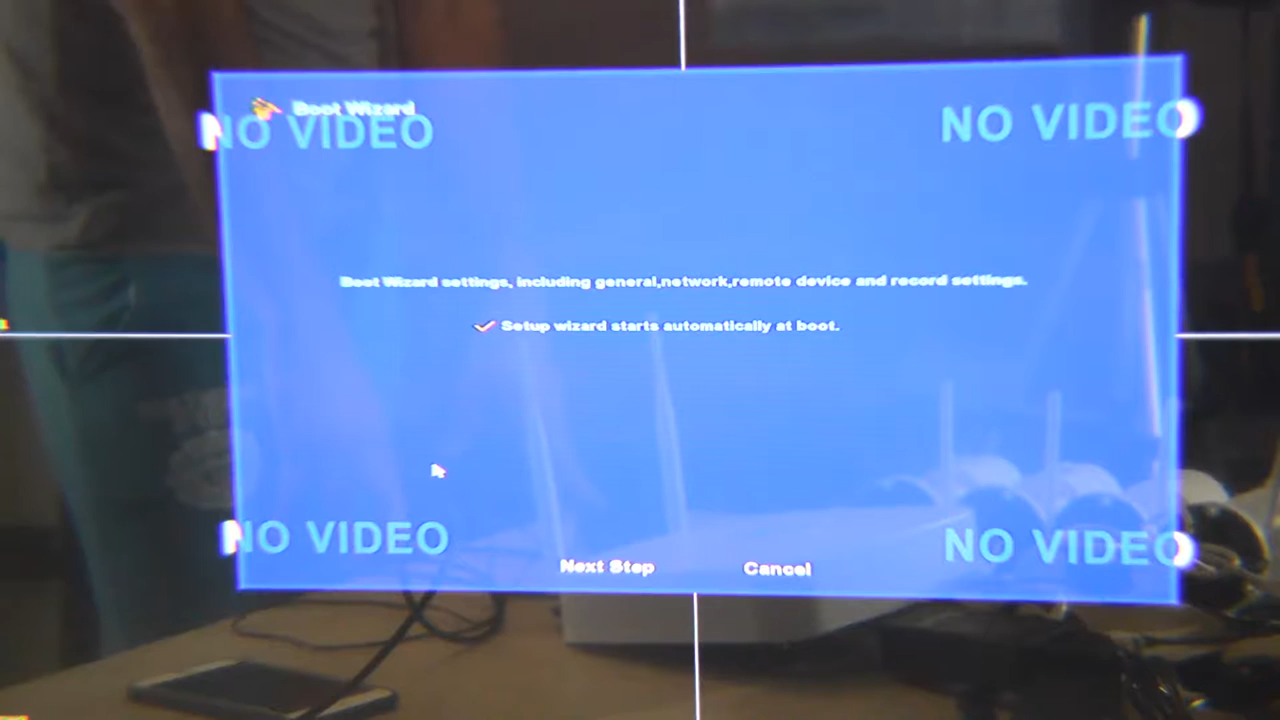 Boot Wizard
NO VIDEO
NO VIDEO
Boot Wizard settings, including general,network,remote device and record settings.
Setup wizard starts automatically at boot.
NO VIDEO
NO VIDEO
Next Step
Cancel